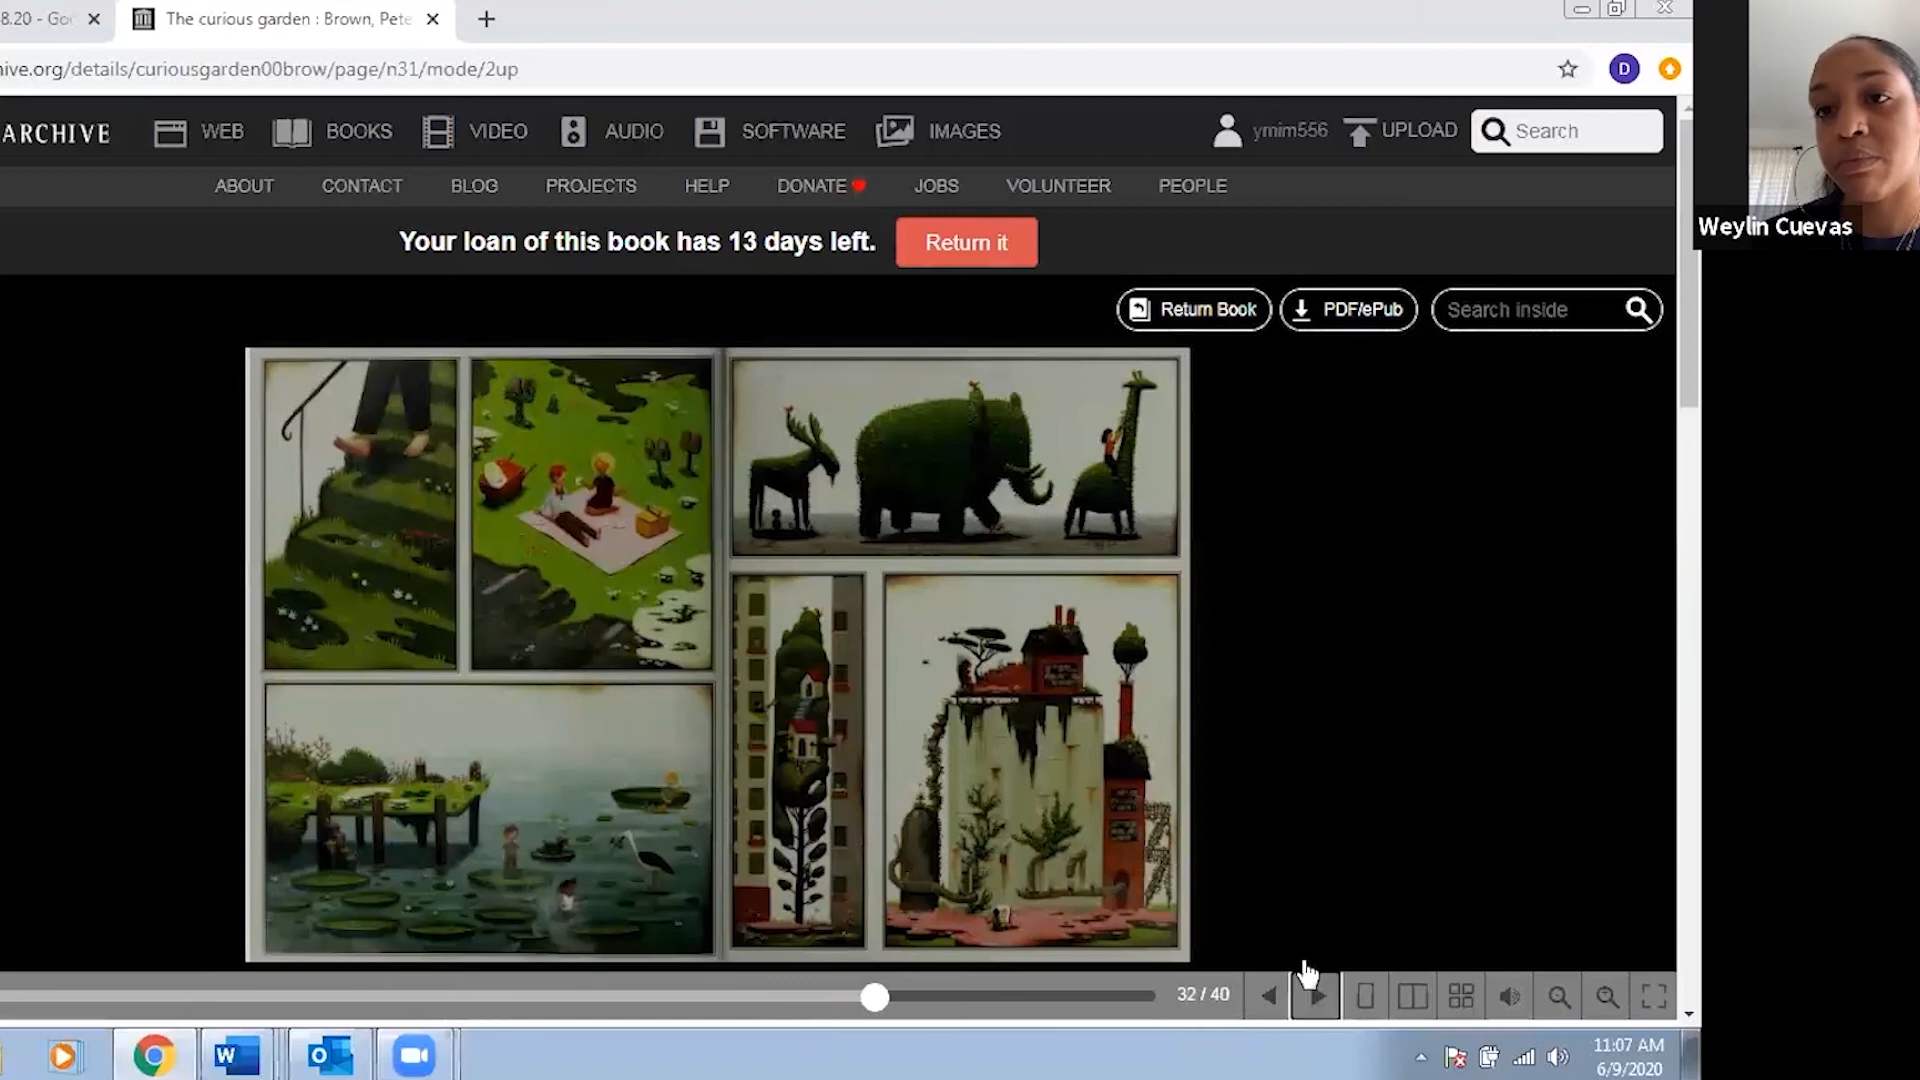 8.20 - Goo
The curious garden : Brown, Pete
ive.org/details/curiousgarden00brow/page/n31/mode/2up
D
ARCHIVE WEB BOOKS VIDEO AUDIO SOFTWARE IMAGES ymim556 UPLOAD Search
ABOUT CONTACT BLOG PROJECTS HELP DONATE JOBS VOLUNTEER PEOPLE
Your loan of this book has 13 days left. Return it
Weylin Cuevas
Return Book PDF/ePub Search inside
32 / 40
11:07 AM
6/9/2020